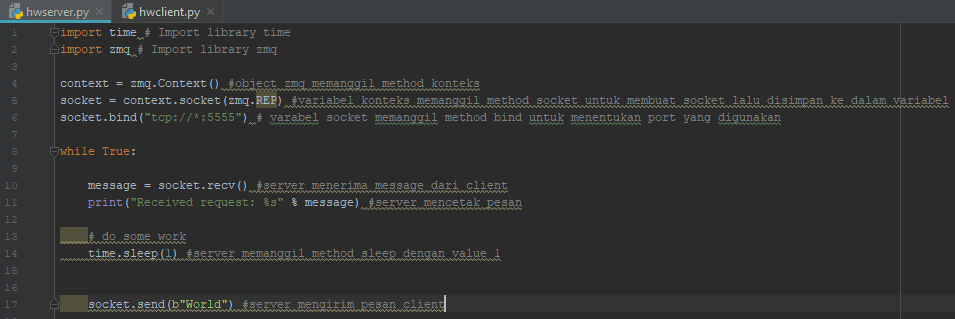 hwserver.py hwclient.py
1 import time # Import library time
2 import zmq # Import library zmq
3
4 context = zmq.Context() #object zmq memanggil method konteks
5 socket = context.socket(zmq.REP) #variabel konteks memanggil method socket untuk membuat socket lalu disimpan ke dalam variabel
6 socket.bind("tcp://*:5555") # varabel socket memanggil method bind untuk menentukan port yang digunakan
7
8 while True:
9
10 message = socket.recv() #server menerima message dari client
11 print("Received request: %s" % message) #server mencetak pesan
12
13 # do some work
14 time.sleep(1) #server memanggil method sleep dengan value 1
15
16
17 socket.send(b"World") #server mengirim pesan client